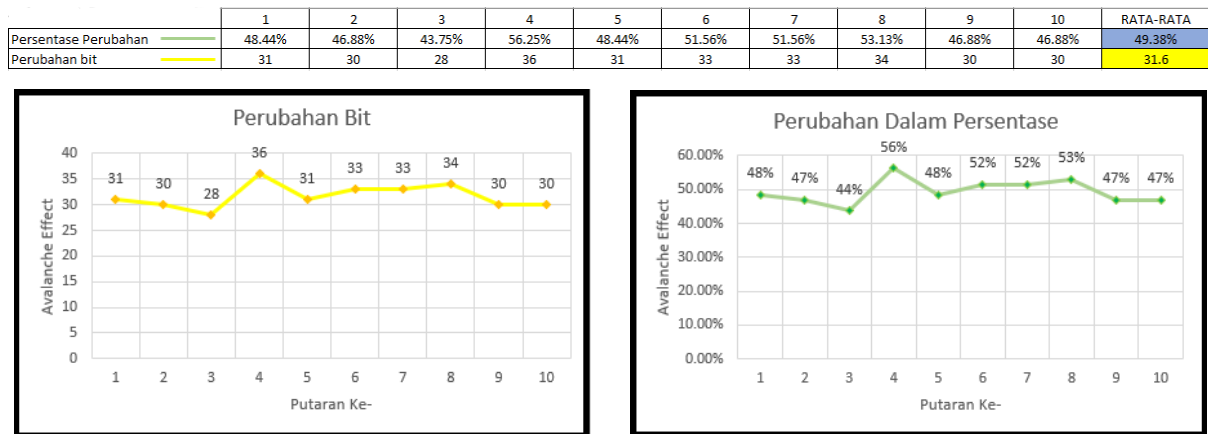 1 2 3 4 5 6 7 8 9 10 RATA-RATA
Persentase Perubahan 48.44% 46.88% 43.75% 56.25% 48.44% 51.56% 51.56% 53.13% 46.88% 46.88% 49.38%
Perubahan bit 31 30 28 36 31 33 33 34 30 30 31.6
Perubahan Bit
Avalanche Effect
40
35
30
25
20
15
10
5
0
31 30 28 36 31 33 33 34 30 30
1 2 3 4 5 6 7 8 9 10
Putaran Ke-
Perubahan Dalam Persentase
Avalanche Effect
60.00%
50.00%
40.00%
30.00%
20.00%
10.00%
0.00%
48% 47% 44% 56% 48% 52% 52% 53% 47% 47%
1 2 3 4 5 6 7 8 9 10
Putaran Ke-